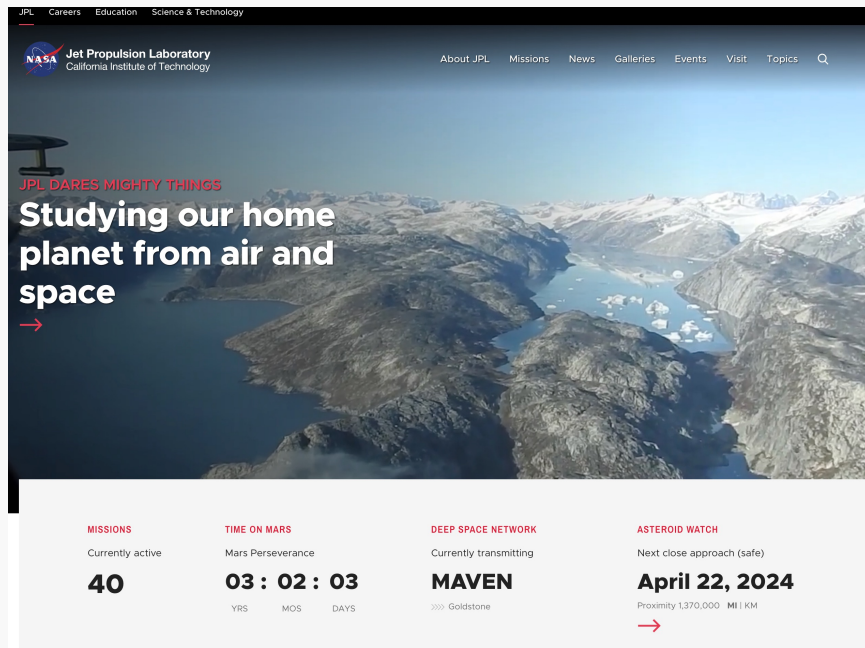 JPL Careers Education Science & Technology
NASA
Jet Propulsion Laboratory
California Institute of Technology
About JPL Missions News Galleries Events Visit Topics
JPL DARES MIGHTY THINGS
Studying our home
planet from air and
space
MISSIONS
Currently active
40
TIME ON MARS
Mars Perseverance
03 : 02 : 03
YRS MOS DAYS
DEEP SPACE NETWORK
Currently transmitting
MAVEN
Goldstone
ASTEROID WATCH
Next close approach (safe)
April 22, 2024
Proximity 1,370,000 MI | KM